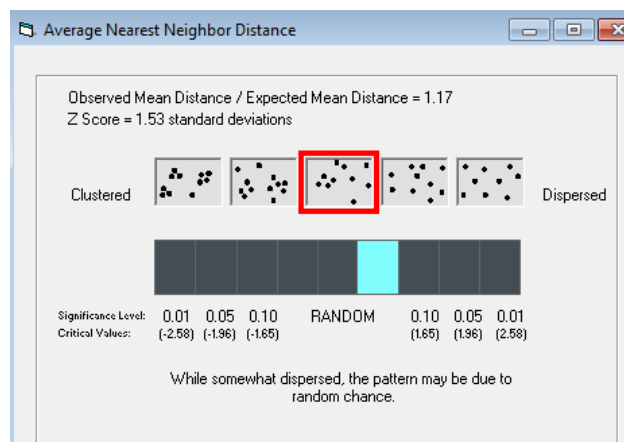 Average Nearest Neighbor Distance
Observed Mean Distance / Expected Mean Distance = 1.17
Z Score = 1.53 standard deviations
Clustered
Dispersed
Significance Level: 0.01 0.05 0.10 RANDOM 0.10 0.05 0.01
Critical Values: (-2.58) (-1.96) (-1.65) (1.65) (1.96) (2.58)
While somewhat dispersed, the pattern may be due to
random chance.